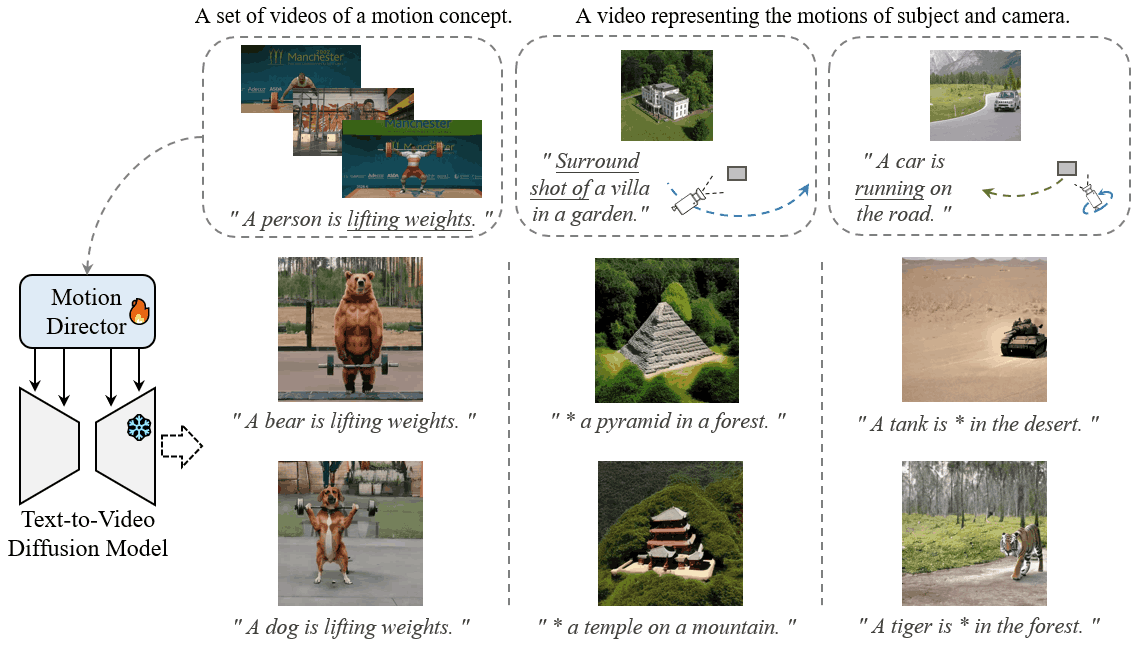 A set of videos of a motion concept.
A video representing the motions of subject and camera.
Manchester
Manchester
Manchester
" A person is lifting weights. "
" Surround
shot of a villa
in a garden."
" A car is
running on
the road. "
Motion
Director
Text-to-Video
Diffusion Model
" A bear is lifting weights. "
" * a pyramid in a forest. "
" A tank is * in the desert. "
" A dog is lifting weights. "
" * a temple on a mountain. "
" A tiger is * in the forest. "